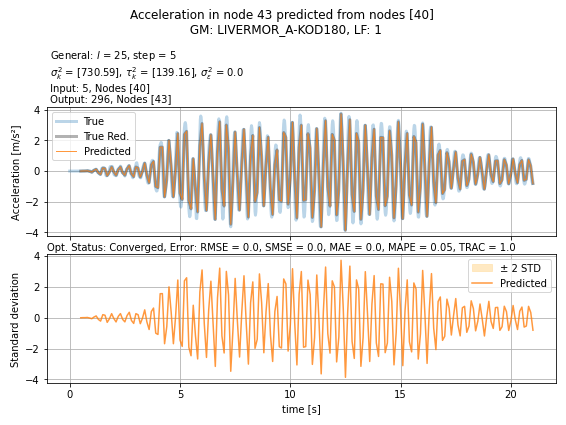 Acceleration in node 43 predicted from nodes [40]
GM: LIVERMOR_A-KOD180, LF: 1
General: l = 25, step = 5
σ²ₖ = [730.59], τ²ₖ = [139.16], σ²ε = 0.0
Input: 5, Nodes [40]
Output: 296, Nodes [43]
Acceleration [m/s²]
4
2
0
−2
−4
True
True Red.
Predicted
Opt. Status: Converged, Error: RMSE = 0.0, SMSE = 0.0, MAE = 0.0, MAPE = 0.05, TRAC = 1.0
Standard deviation
4
2
0
−2
−4
± 2 STD
Predicted
0 5 10 15 20
time [s]